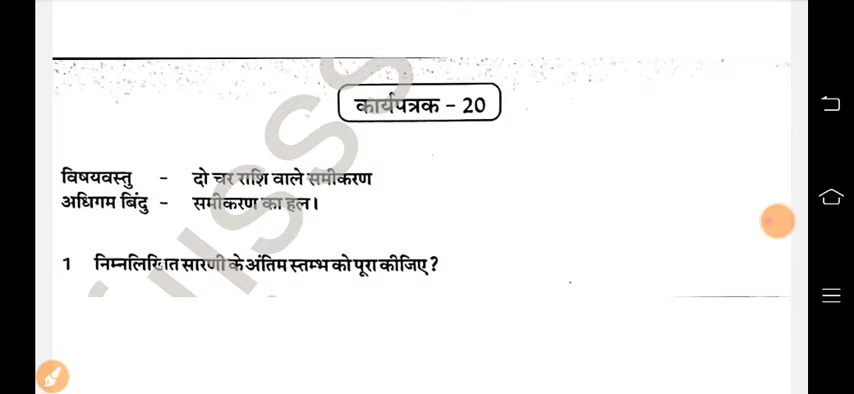 कार्यपत्रक - 20
विषयवस्तु - दो चर राशि वाले समीकरण
अधिगम बिंदु - समीकरण का हल।
1 निम्नलिखित सारणी के अंतिम स्तम्भ को पूरा कीजिए ?